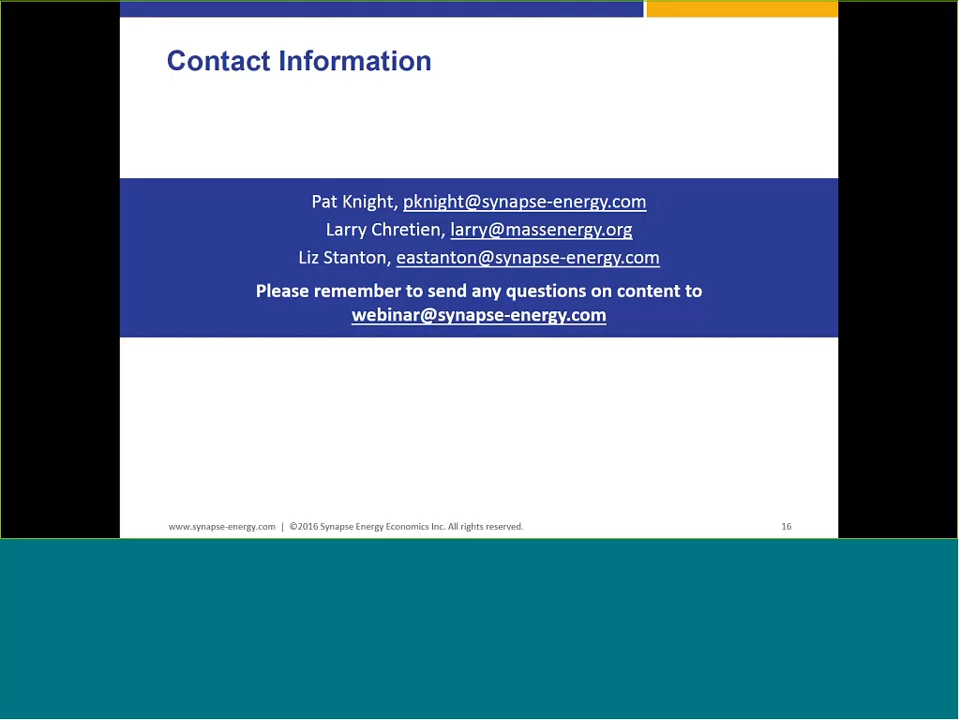 Contact Information
Pat Knight, pknight@synapse-energy.com
Larry Chretien, larry@massenergy.org
Liz Stanton, eastanton@synapse-energy.com
Please remember to send any questions on content to
webinar@synapse-energy.com
www.synapse-energy.com | ©2016 Synapse Energy Economics Inc. All rights reserved.
16